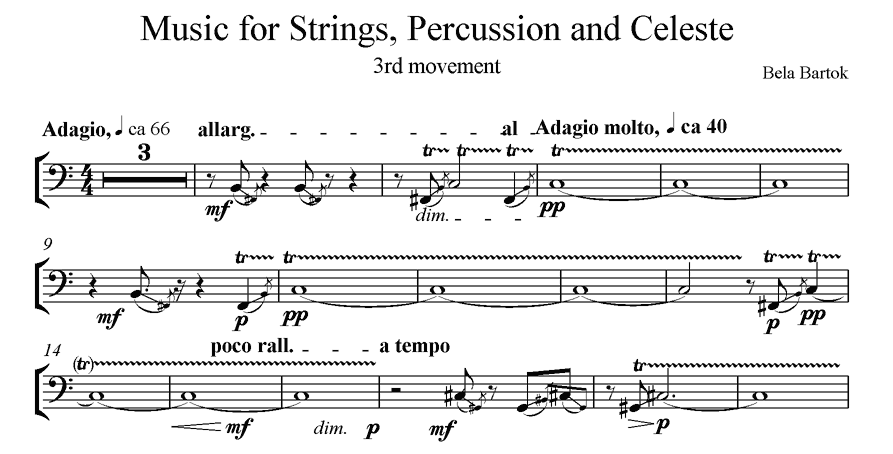 Music for Strings, Percussion and Celeste
3rd movement
Bela Bartok
Adagio, ♩ ca 66 allarg. al Adagio molto, ♩ ca 40
4 4 3 tr tr tr tr
mf dim. pp
9
tr tr tr tr
mf p pp p pp
14 poco rall. a tempo
(tr) tr
mf dim. p mf p